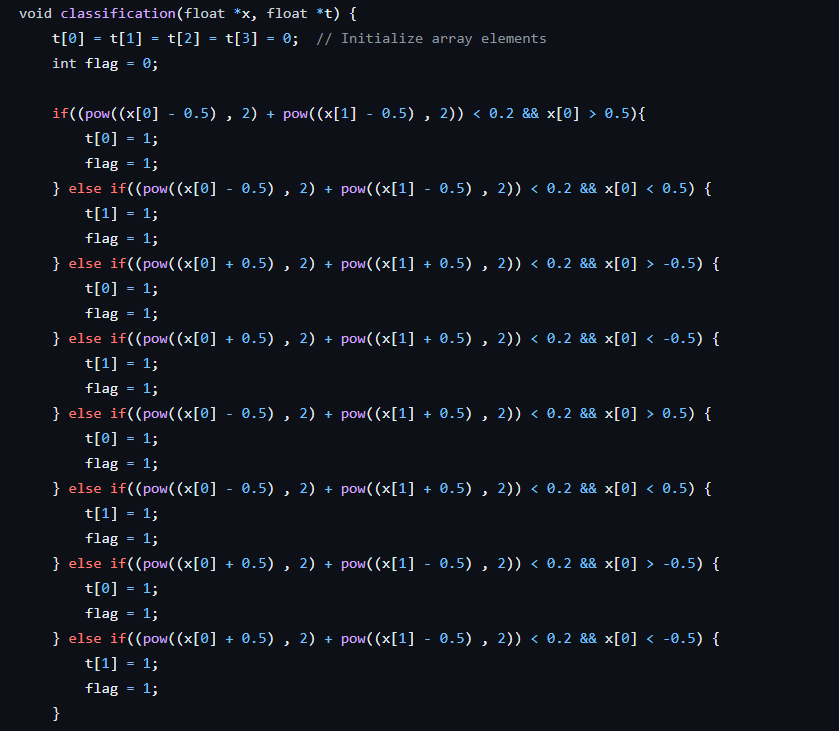 void classification(float *x, float *t) {
    t[0] = t[1] = t[2] = t[3] = 0;  // Initialize array elements
    int flag = 0;

    if((pow((x[0] - 0.5) , 2) + pow((x[1] - 0.5) , 2)) < 0.2 && x[0] > 0.5){
        t[0] = 1;
        flag = 1;
    } else if((pow((x[0] - 0.5) , 2) + pow((x[1] - 0.5) , 2)) < 0.2 && x[0] < 0.5) {
        t[1] = 1;
        flag = 1;
    } else if((pow((x[0] + 0.5) , 2) + pow((x[1] + 0.5) , 2)) < 0.2 && x[0] > -0.5) {
        t[0] = 1;
        flag = 1;
    } else if((pow((x[0] + 0.5) , 2) + pow((x[1] + 0.5) , 2)) < 0.2 && x[0] < -0.5) {
        t[1] = 1;
        flag = 1;
    } else if((pow((x[0] - 0.5) , 2) + pow((x[1] + 0.5) , 2)) < 0.2 && x[0] > 0.5) {
        t[0] = 1;
        flag = 1;
    } else if((pow((x[0] - 0.5) , 2) + pow((x[1] + 0.5) , 2)) < 0.2 && x[0] < 0.5) {
        t[1] = 1;
        flag = 1;
    } else if((pow((x[0] + 0.5) , 2) + pow((x[1] - 0.5) , 2)) < 0.2 && x[0] > -0.5) {
        t[0] = 1;
        flag = 1;
    } else if((pow((x[0] + 0.5) , 2) + pow((x[1] - 0.5) , 2)) < 0.2 && x[0] < -0.5) {
        t[1] = 1;
        flag = 1;
    }